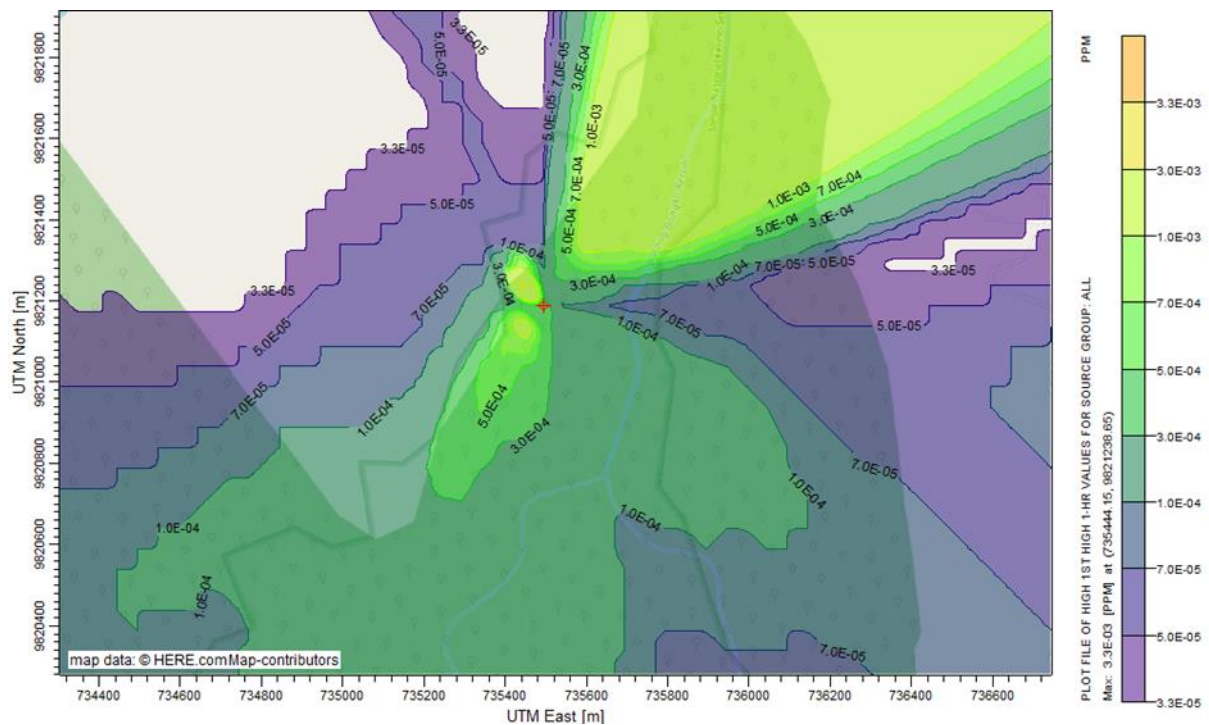 UTM North [m]
9821800
9821600
9821400
9821200
9821000
9820800
9820600
9820400
3.3E-05
5.0E-05
5.0E-05
7.0E-05
3.0E-04
1.0E-03
3.3E-05
7.0E-04
5.0E-05
5.0E-04
1.0E-03
7.0E-04
5.0E-04
3.0E-04
1.0E-04
3.0E-04
3.0E-04
1.0E-04
7.0E-05
5.0E-05
3.3E-05
3.3E-05
7.0E-05
5.0E-05
1.0E-04
7.0E-05
5.0E-05
7.0E-05
1.0E-04
5.0E-04
3.0E-04
7.0E-05
1.0E-04
1.0E-04
1.0E-04
1.0E-04
7.0E-05
map data: © HERE.comMap-contributors
734400 734600 734800 735000 735200 735400 735600 735800 736000 736200 736400 736600
UTM East [m]
PLOT FILE OF HIGH 1ST HIGH 1-HR VALUES FOR SOURCE GROUP: ALL PPM
Max: 3.3E-03 [PPM] at (735444.15, 9821238.65)
3.3E-03
3.0E-03
1.0E-03
7.0E-04
5.0E-04
3.0E-04
1.0E-04
7.0E-05
5.0E-05
3.3E-05